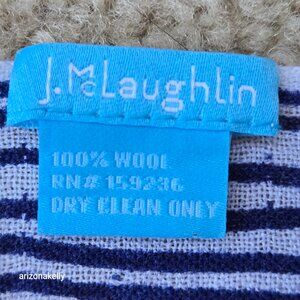 J.McLaughlin
100% WOOL
RN# 159236
DRY CLEAN ONLY
arizonakelly